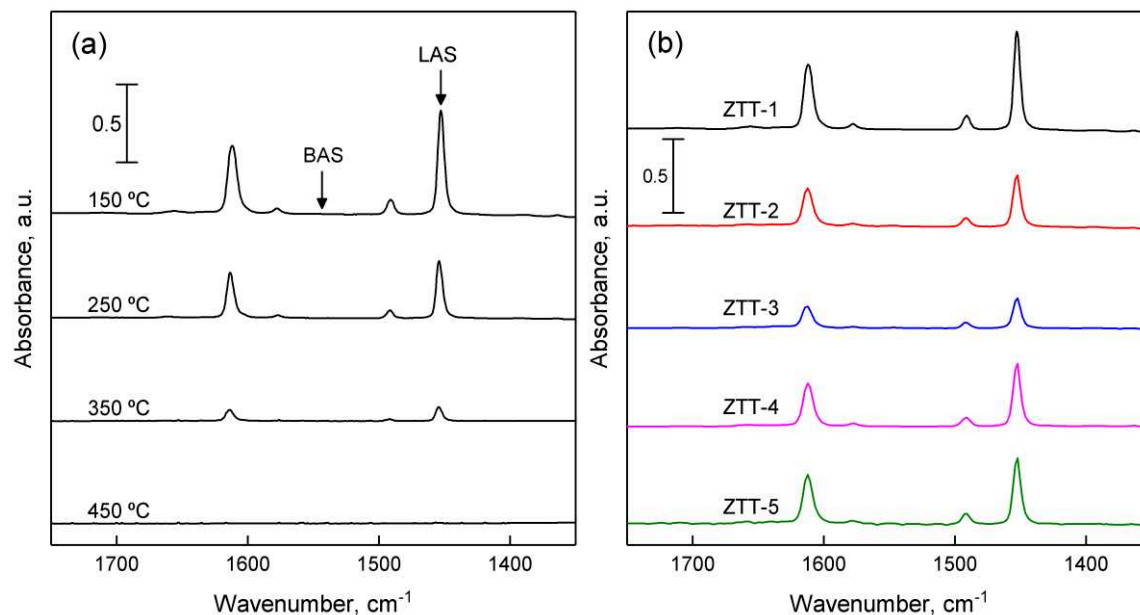 (a)
LAS
0.5
BAS
150 ºC
250 ºC
350 ºC
450 ºC
Absorbance, a.u.
1700 1600 1500 1400
Wavenumber, cm⁻¹
(b)
ZTT-1
0.5
ZTT-2
ZTT-3
ZTT-4
ZTT-5
Absorbance, a.u.
1700 1600 1500 1400
Wavenumber, cm⁻¹